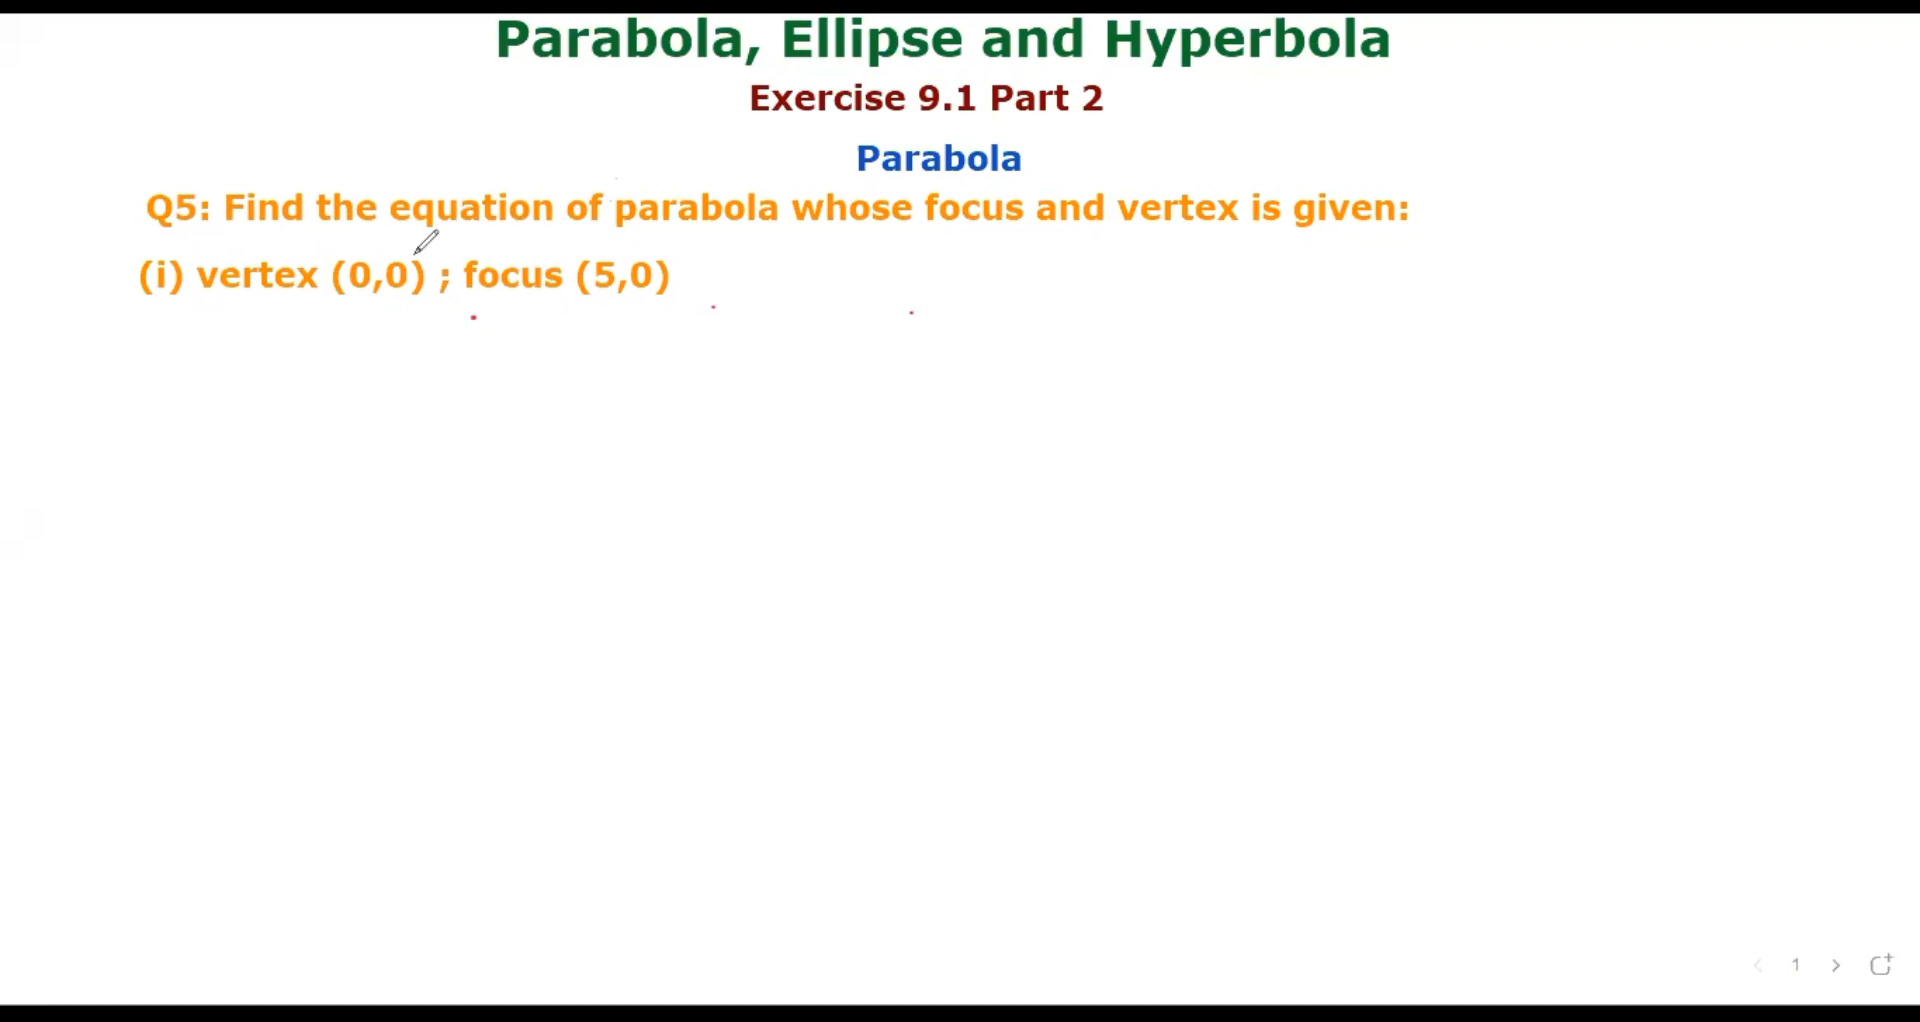 Parabola, Ellipse and Hyperbola
Exercise 9.1 Part 2
Parabola
Q5: Find the equation of parabola whose focus and vertex is given:
(i) vertex (0,0) ; focus (5,0)
1